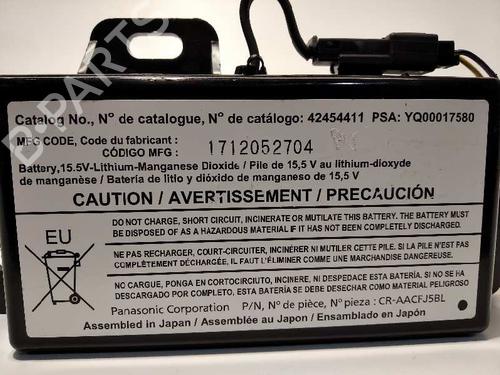 Catalog No., N° de catalogue, N° de catálogo: 42454411 PSA: YQ00017580
MFG CODE, Code du fabricant :
CÓDIGO MFG : 1712052704
Battery,15.5V-Lithium-Manganese Dioxide / Pile de 15,5 V au lithium-dioxyde
de manganèse / Batería de litio y dióxido de manganeso de 15,5 V
CAUTION / AVERTISSEMENT / PRECAUCIÓN
EU
DO NOT CHARGE, SHORT CIRCUIT, INCINERATE OR MUTILATE THIS BATTERY. THE BATTERY MUST
BE DISPOSED OF AS A HAZARDOUS MATERIAL IF IT HAS NOT BEEN COMPLETELY DISCHARGED.
NE PAS RECHARGER, COURT-CIRCUITER, INCINÉRER NI MUTILER CETTE PILE. SI LA PILE N'EST PAS
COMPLÈTEMENT DÉCHARGÉE, IL FAUT L'ÉLIMINER COMME UNE MARCHANDISE DANGEREUSE.
NO CARGUE, PONGA EN CORTOCIRCUITO, INCINERE, NI DESPEDACE ESTA BATERÍA. SI NO SE HA
DESCARGADO POR COMPLETO, ESTA BATERÍA DEBE DESECHARSE COMO MATERIAL PELIGROSO
Panasonic Corporation P/N, N° de pièce, N° pieza : CR-AACFJ5BL
Assembled in Japan / Assemblée au Japon / Ensamblado en Japón